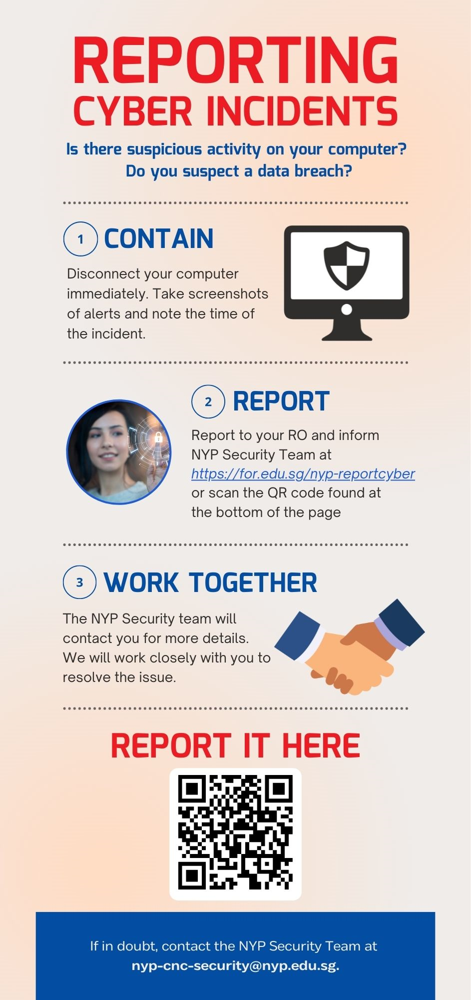 REPORTING
CYBER INCIDENTS
Is there suspicious activity on your computer?
Do you suspect a data breach?
1 CONTAIN
Disconnect your computer
immediately. Take screenshots
of alerts and note the time of
the incident.
2 REPORT
Report to your RO and inform
NYP Security Team at
https://for.edu.sg/nyp-reportcyber
or scan the QR code found at
the bottom of the page
3 WORK TOGETHER
The NYP Security team will
contact you for more details.
We will work closely with you to
resolve the issue.
REPORT IT HERE
If in doubt, contact the NYP Security Team at
nyp-cnc-security@nyp.edu.sg.